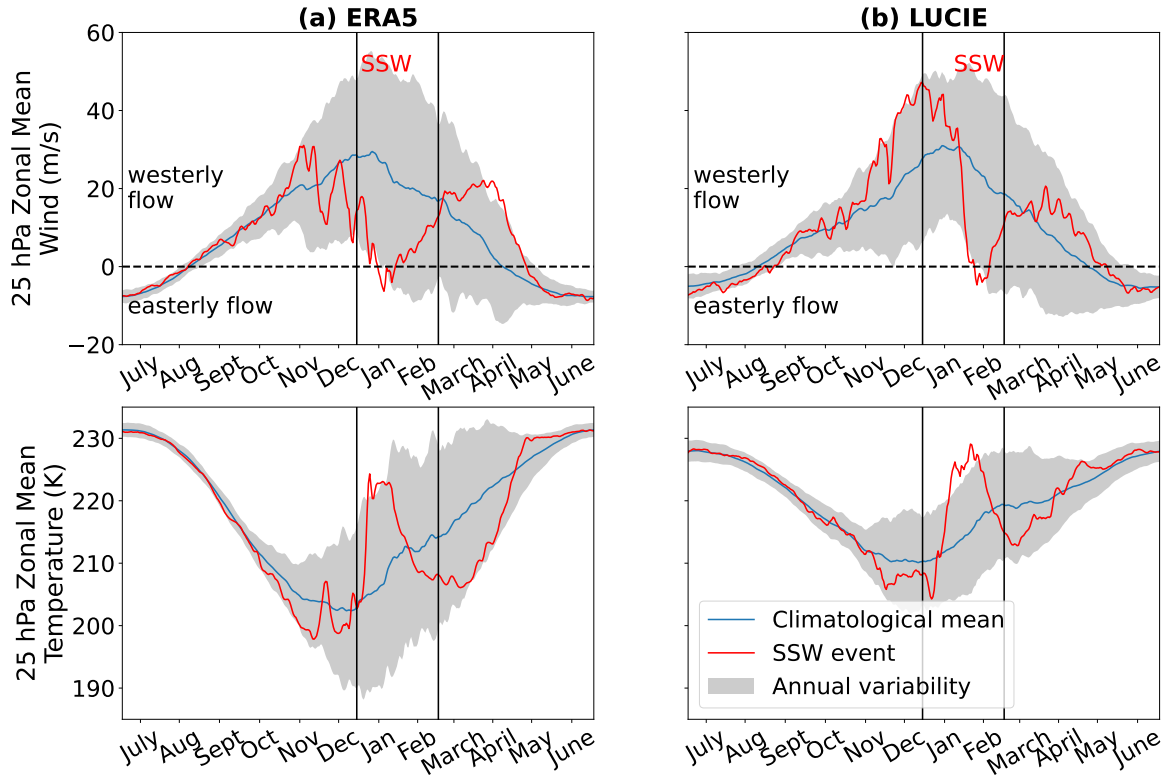 (a) ERA5
(b) LUCIE
25 hPa Zonal Mean
Wind (m/s)
60
40
20
0
−20
SSW
westerly
flow
easterly flow
July
Aug
Sept
Oct
Nov
Dec
Jan
Feb
March
April
May
June
SSW
westerly
flow
easterly flow
July
Aug
Sept
Oct
Nov
Dec
Jan
Feb
March
April
May
June
25 hPa Zonal Mean
Temperature (K)
230
220
210
200
190
July
Aug
Sept
Oct
Nov
Dec
Jan
Feb
March
April
May
June
Climatological mean
SSW event
Annual variability
July
Aug
Sept
Oct
Nov
Dec
Jan
Feb
March
April
May
June